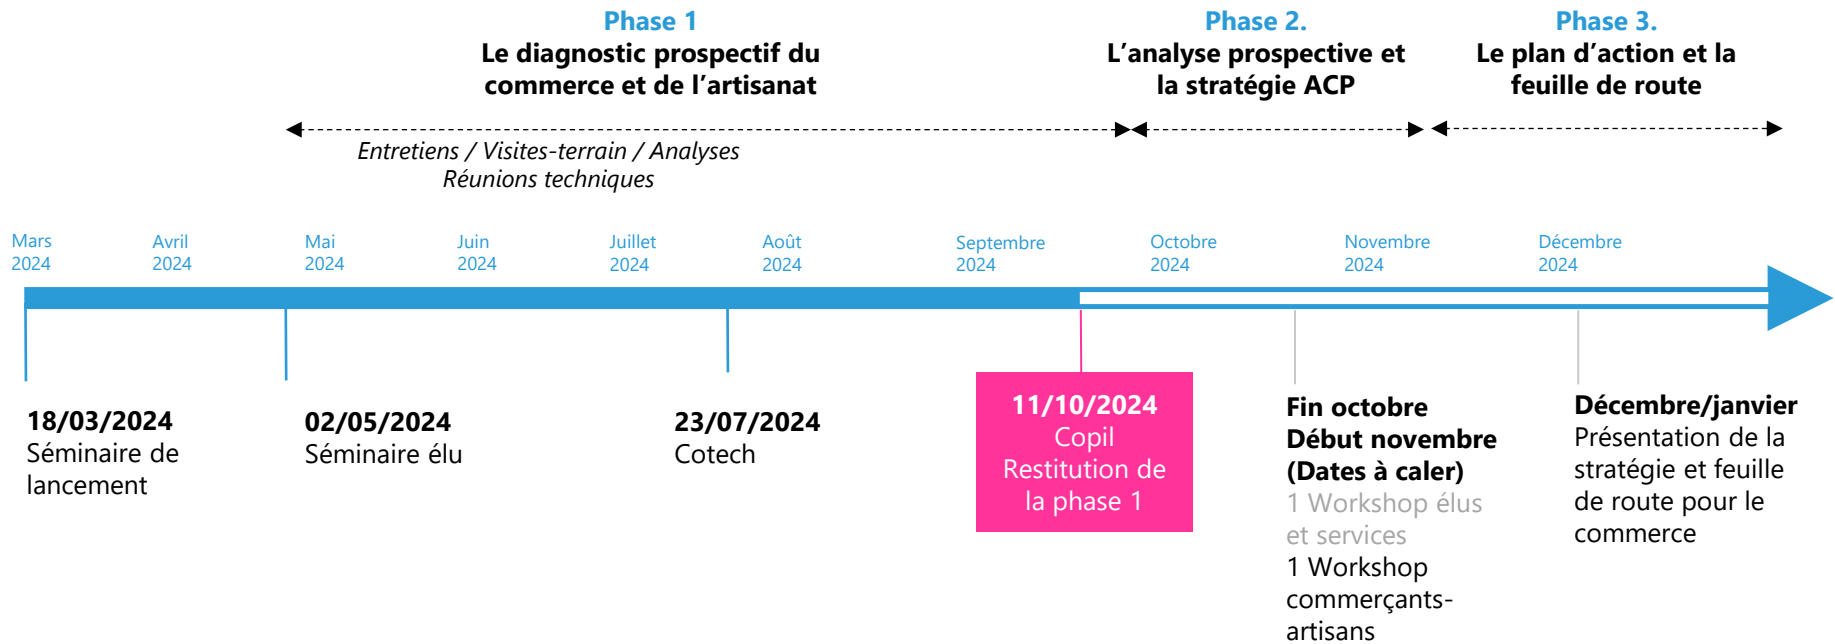 Phase 1
Le diagnostic prospectif du
commerce et de l’artisanat
Phase 2.
L’analyse prospective et
la stratégie ACP
Phase 3.
Le plan d’action et la
feuille de route
Entretiens / Visites-terrain / Analyses
Réunions techniques
Mars
2024
Avril
2024
Mai
2024
Juin
2024
Juillet
2024
Août
2024
Septembre
2024
Octobre
2024
Novembre
2024
Décembre
2024
18/03/2024
Séminaire de
lancement
02/05/2024
Séminaire élu
23/07/2024
Cotech
11/10/2024
Copil
Restitution de
la phase 1
Fin octobre
Début novembre
(Dates à caler)
1 Workshop élus
et services
1 Workshop
commerçants-
artisans
Décembre/janvier
Présentation de la
stratégie et feuille
de route pour le
commerce